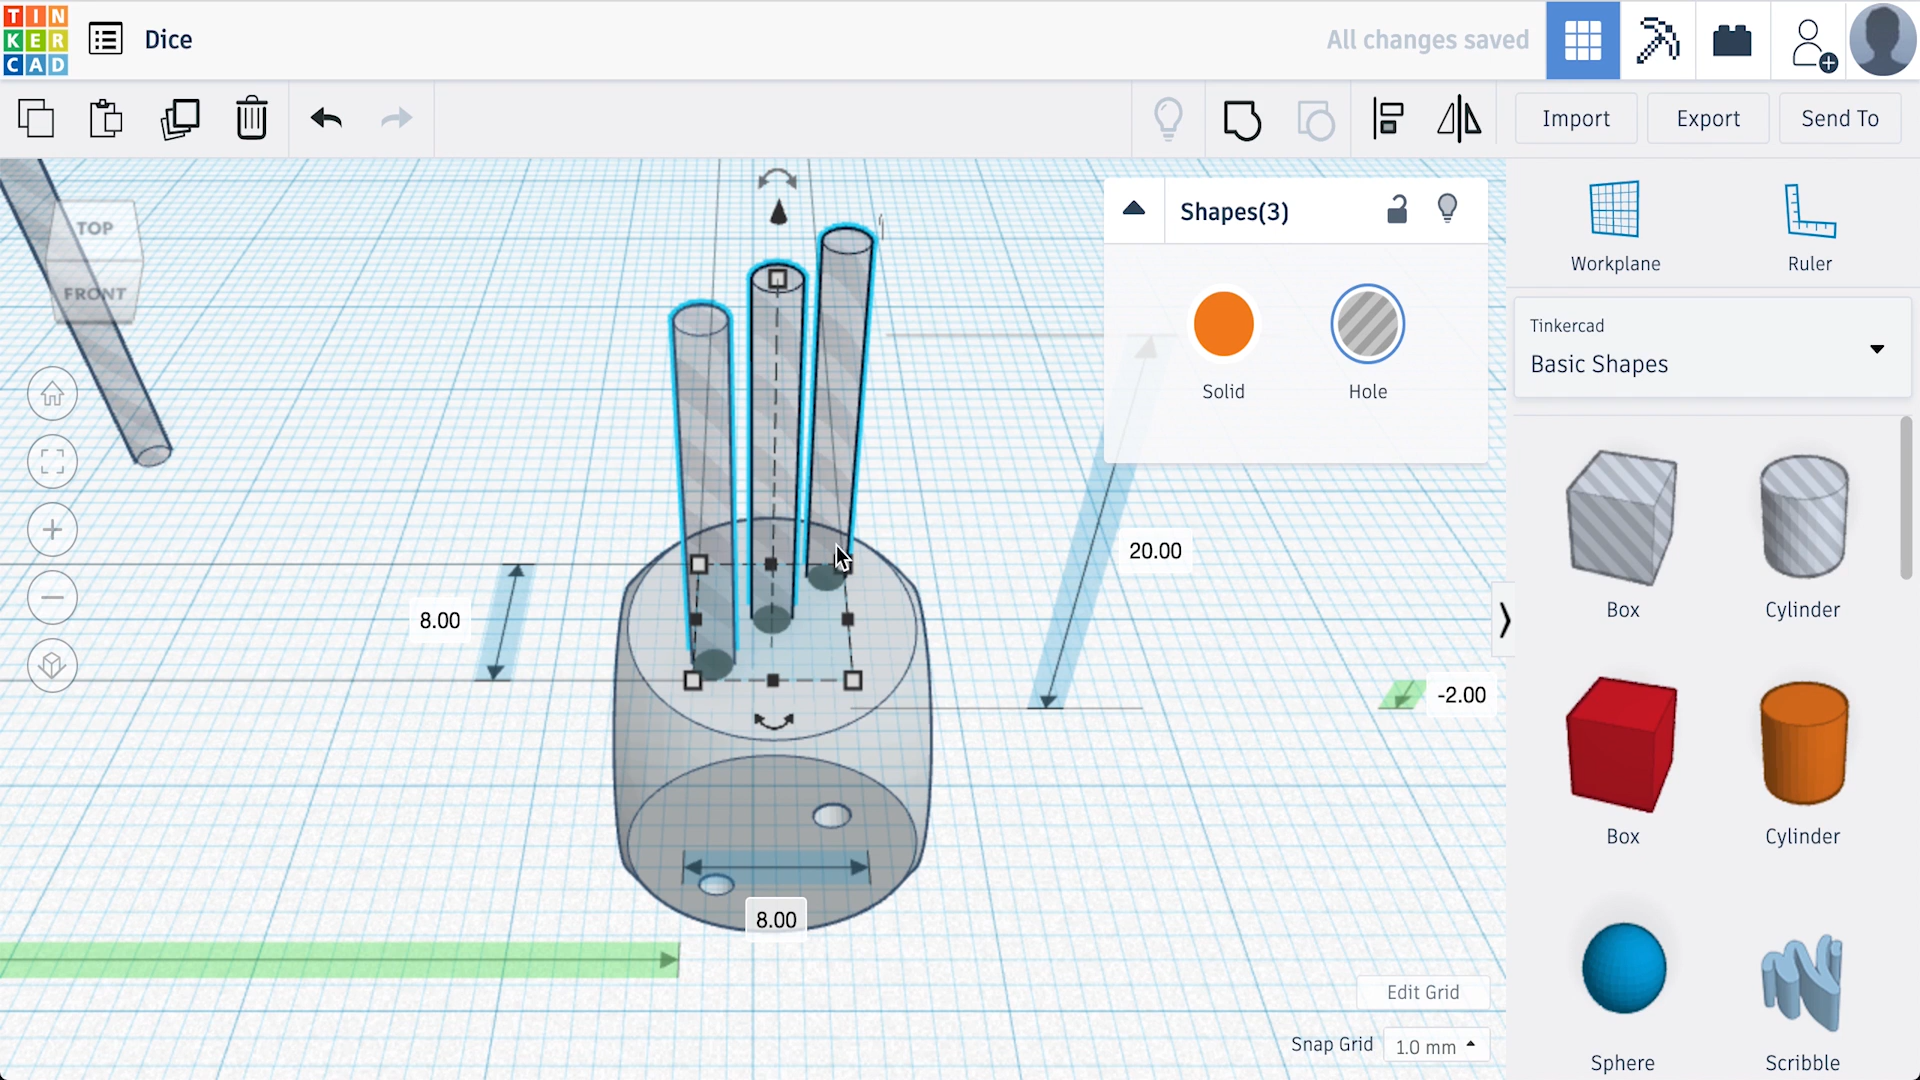 TIN
KER
CAD
Dice
All changes saved
Import
Export
Send To
TOP
FRONT
Shapes(3)
Solid
Hole
Workplane
Ruler
Tinkercad
Basic Shapes
Box
Cylinder
Box
Cylinder
Sphere
Scribble
20.00
8.00
-2.00
8.00
Edit Grid
Snap Grid
1.0 mm